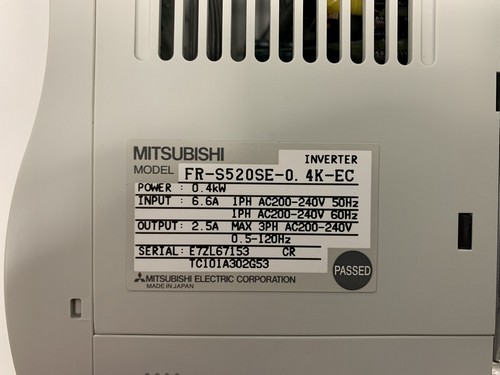 MITSUBISHI
INVERTER
MODEL FR-S520SE-0.4K-EC
POWER : 0.4kW
INPUT : 6.6A 1PH AC200-240V 50Hz
1PH AC200-240V 60Hz
OUTPUT: 2.5A MAX 3PH AC200-240V
0.5-120Hz
SERIAL: E7ZL67153 CR
TC101A302G53
MITSUBISHI ELECTRIC CORPORATION
MADE IN JAPAN
PASSED